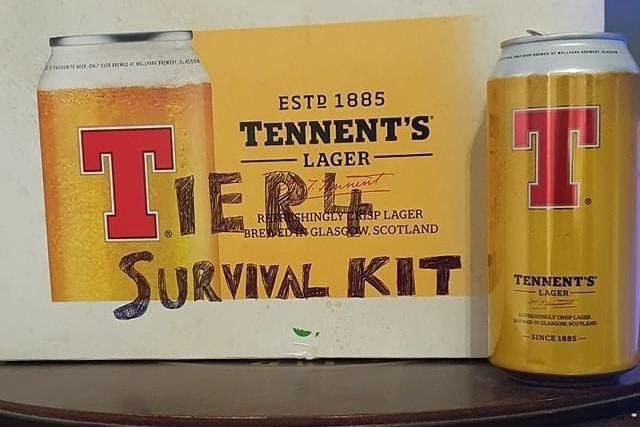 ESTD 1885
TENNENT'S
LAGER
T
IER 4
REFRESHINGLY CRISP LAGER
BREWED IN GLASGOW, SCOTLAND
SURVIVAL KIT
T
TENNENT'S
LAGER
REFRESHINGLY CRISP LAGER
BREWED IN GLASGOW, SCOTLAND
SINCE 1885